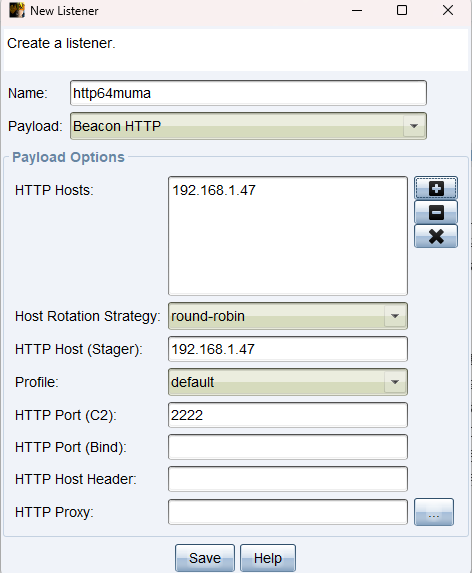 New Listener
Create a listener.
Name: http64muma
Payload: Beacon HTTP
Payload Options
HTTP Hosts: 192.168.1.47
Host Rotation Strategy: round-robin
HTTP Host (Stager): 192.168.1.47
Profile: default
HTTP Port (C2): 2222
HTTP Port (Bind):
HTTP Host Header:
HTTP Proxy: ...
Save Help